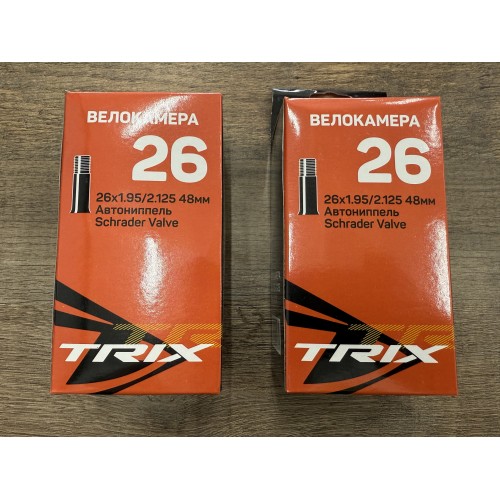 ВЕЛОКАМЕРА
26
26x1.95/2.125 48мм
Автониппель
Schrader Valve
TRIX
ВЕЛОКАМЕРА
26
26x1.95/2.125 48мм
Автониппель
Schrader Valve
TRIX